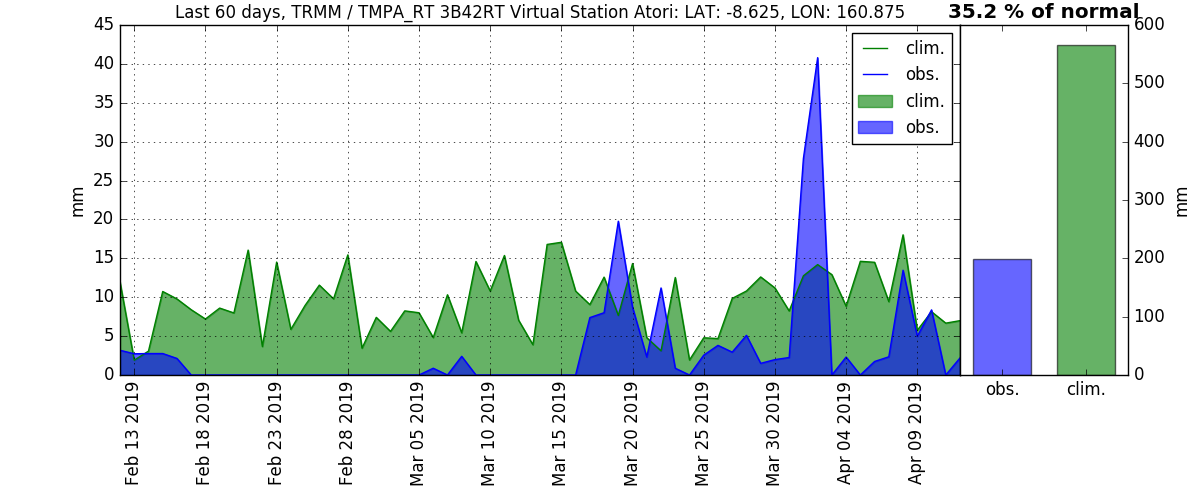 Last 60 days, TRMM / TMPA_RT 3B42RT Virtual Station Atori: LAT: -8.625, LON: 160.875
35.2 % of normal
mm
45
40
35
30
25
20
15
10
5
0
clim.
obs.
clim.
obs.
Feb 13 2019
Feb 18 2019
Feb 23 2019
Feb 28 2019
Mar 05 2019
Mar 10 2019
Mar 15 2019
Mar 20 2019
Mar 25 2019
Mar 30 2019
Apr 04 2019
Apr 09 2019
600
500
400
300
200
100
0
mm
obs.
clim.